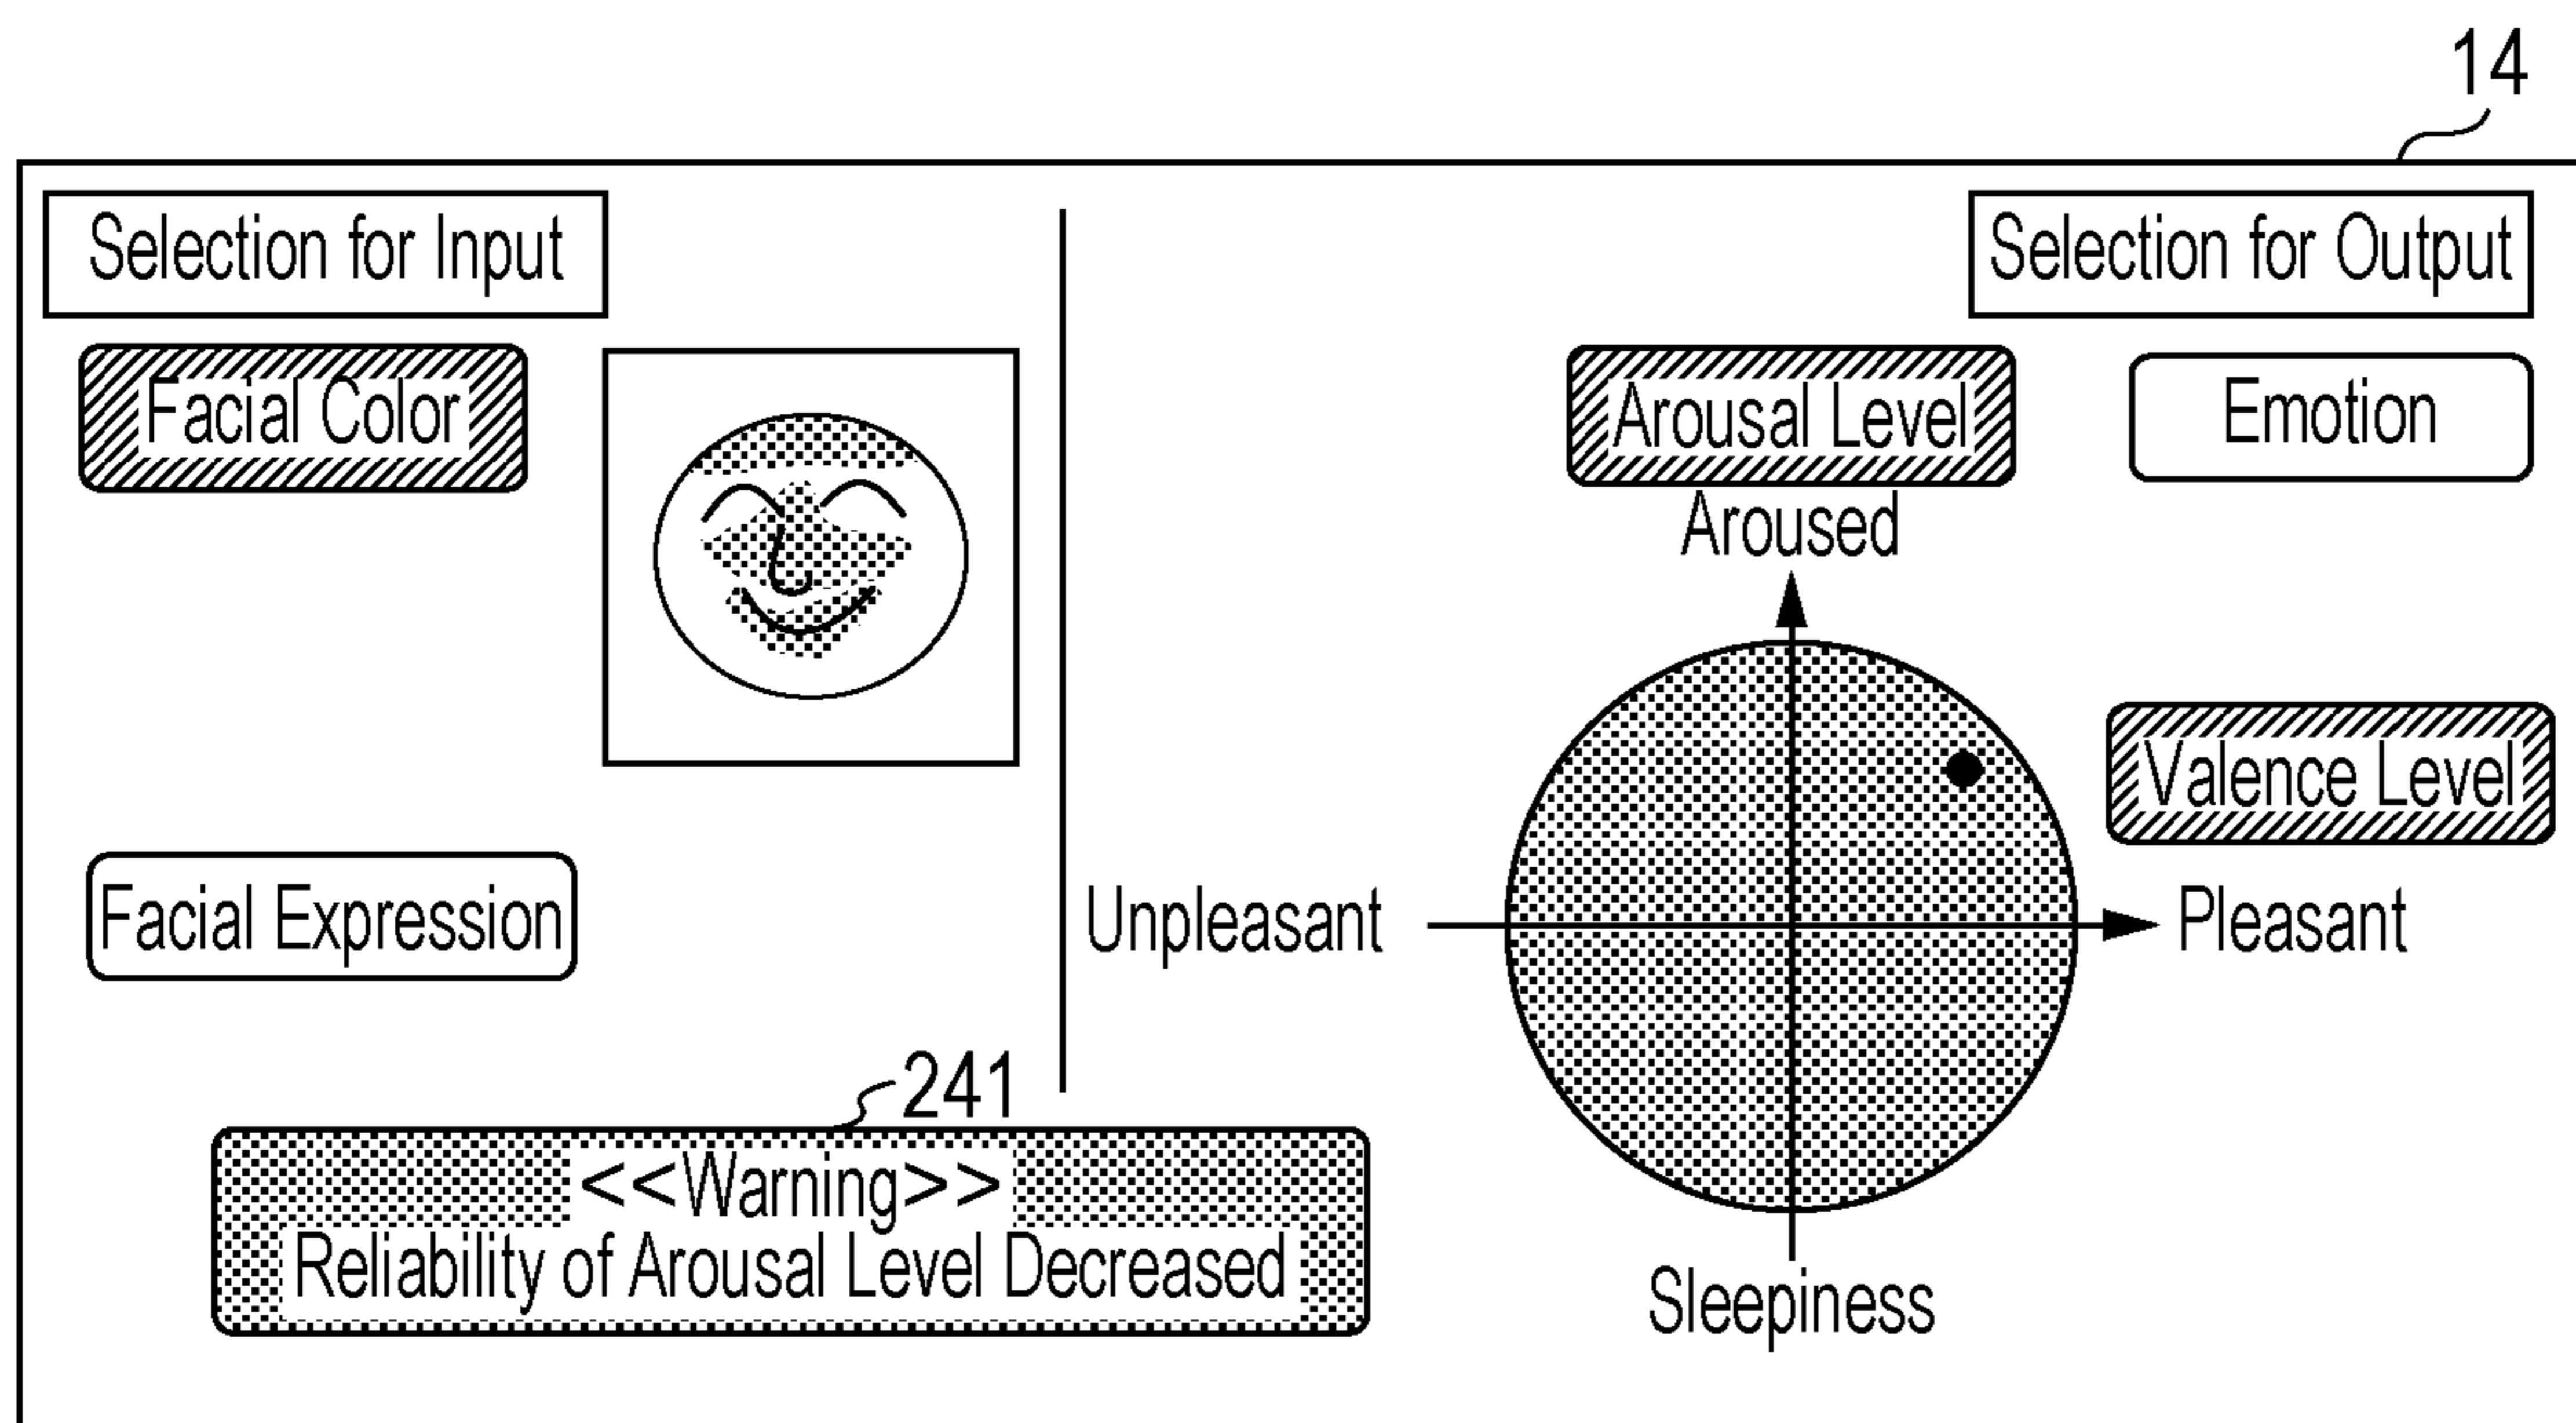 14
Selection for Input
Selection for Output
Facial Color
Arousal Level
Emotion
Aroused
Valence Level
Facial Expression
Unpleasant
Pleasant
241
<<Warning>>
Reliability of Arousal Level Decreased
Sleepiness